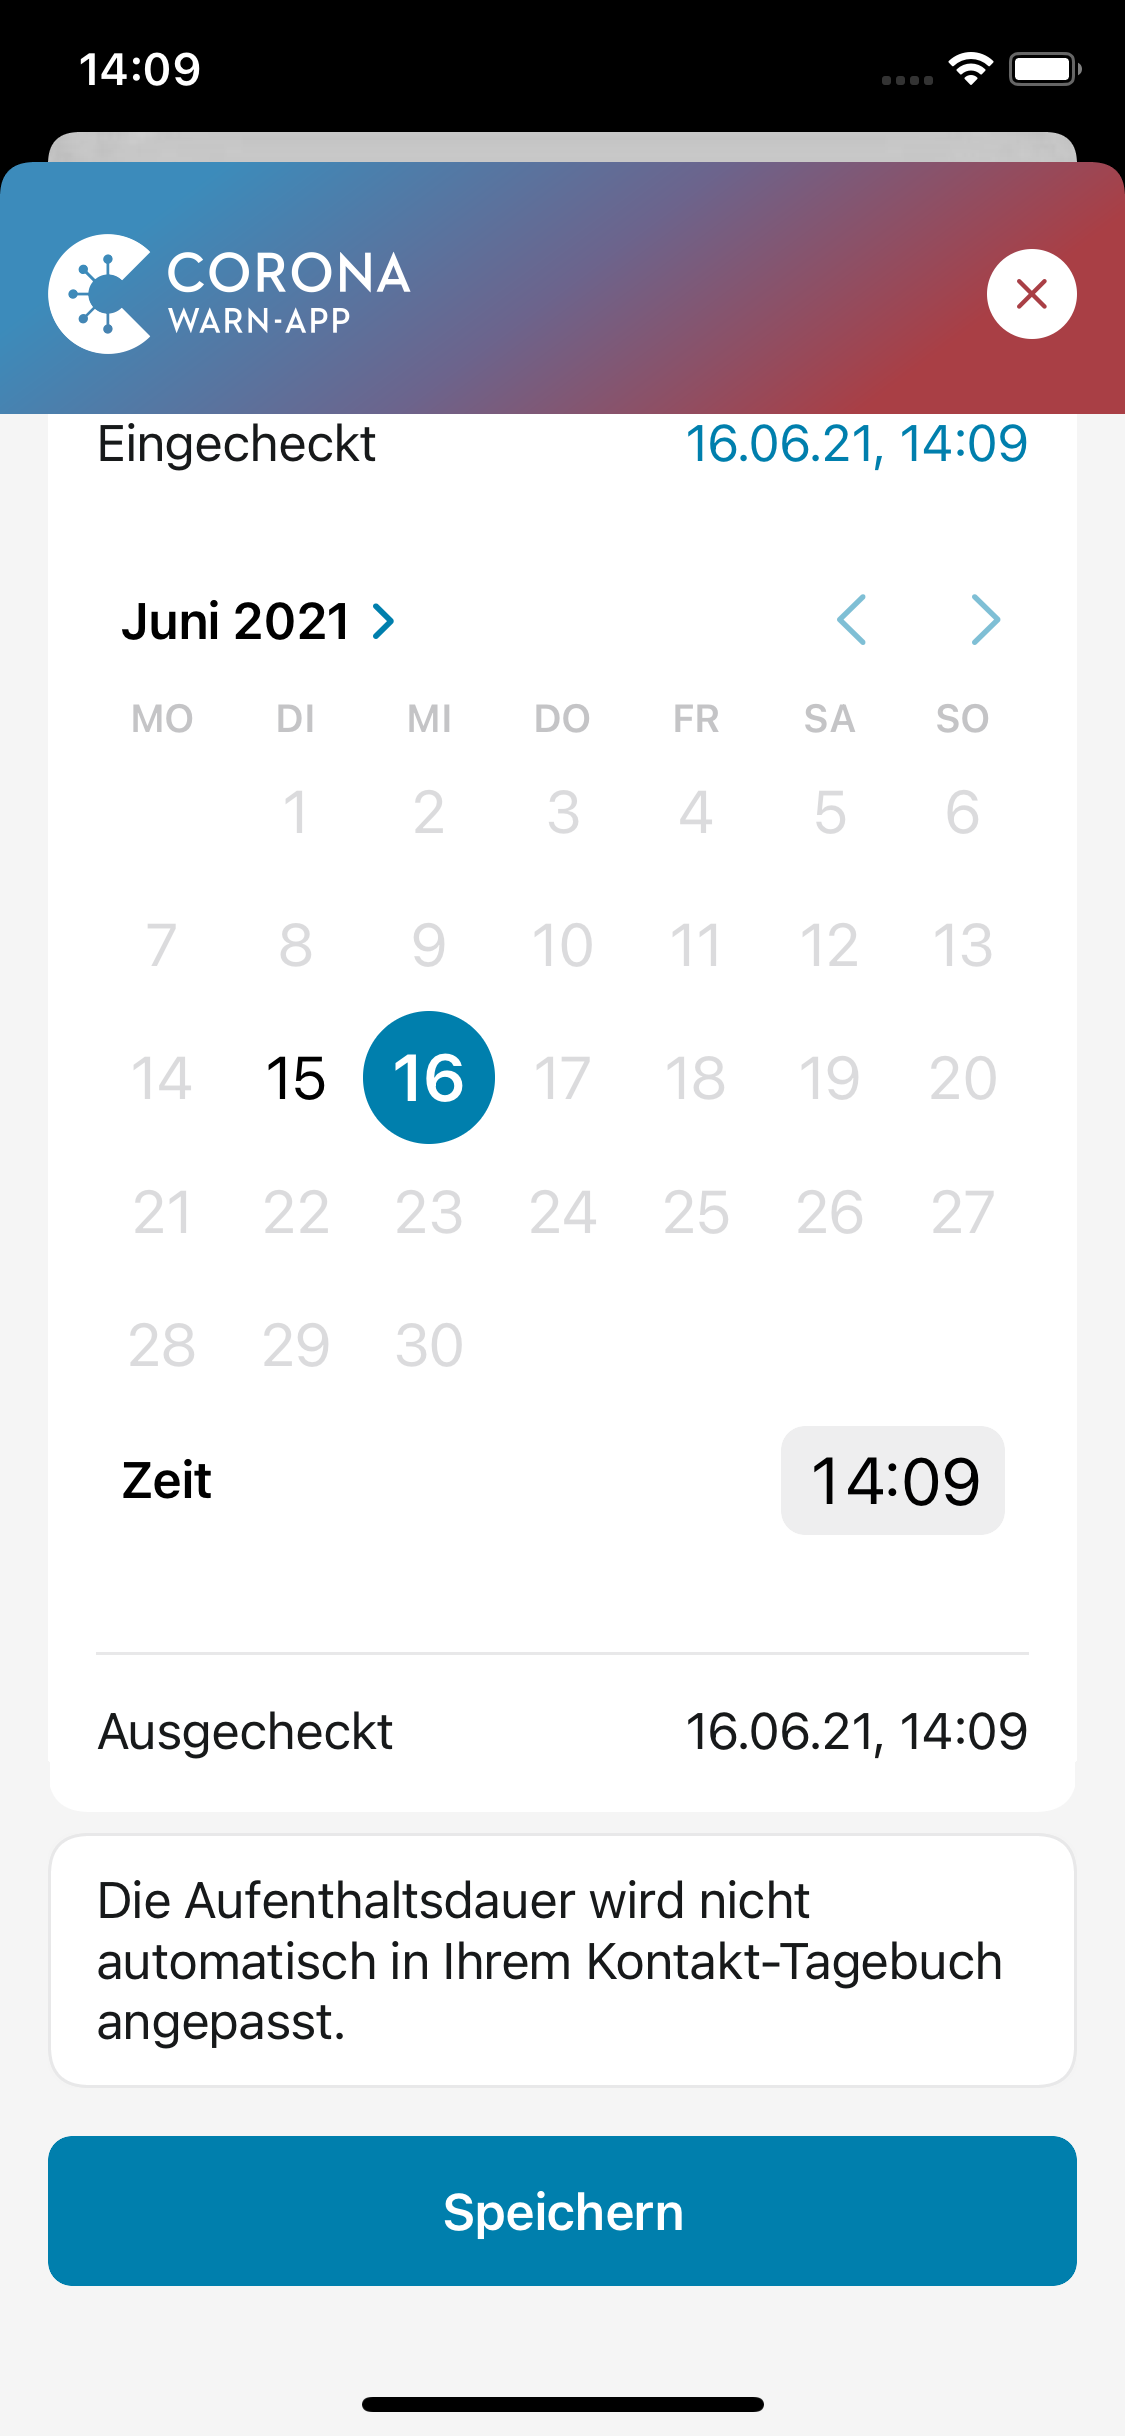 14:09
CORONA
WARN-APP
Eingecheckt 16.06.21, 14:09
Juni 2021
MO DI MI DO FR SA SO
1 2 3 4 5 6
7 8 9 10 11 12 13
14 15 16 17 18 19 20
21 22 23 24 25 26 27
28 29 30
Zeit 14:09
Ausgecheckt 16.06.21, 14:09
Die Aufenthaltsdauer wird nicht
automatisch in Ihrem Kontakt-Tagebuch
angepasst.
Speichern